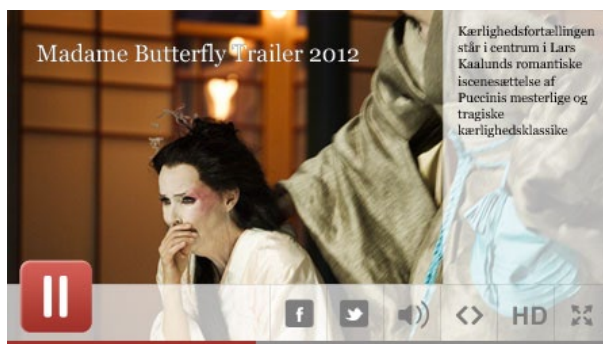 Madame Butterfly Trailer 2012
Kærlighedsfortællingen
står i centrum i Lars
Kaalunds romantiske
iscenesættelse af
Puccinis mesterlige og
tragiske
kærlighedsklassike
f
HD